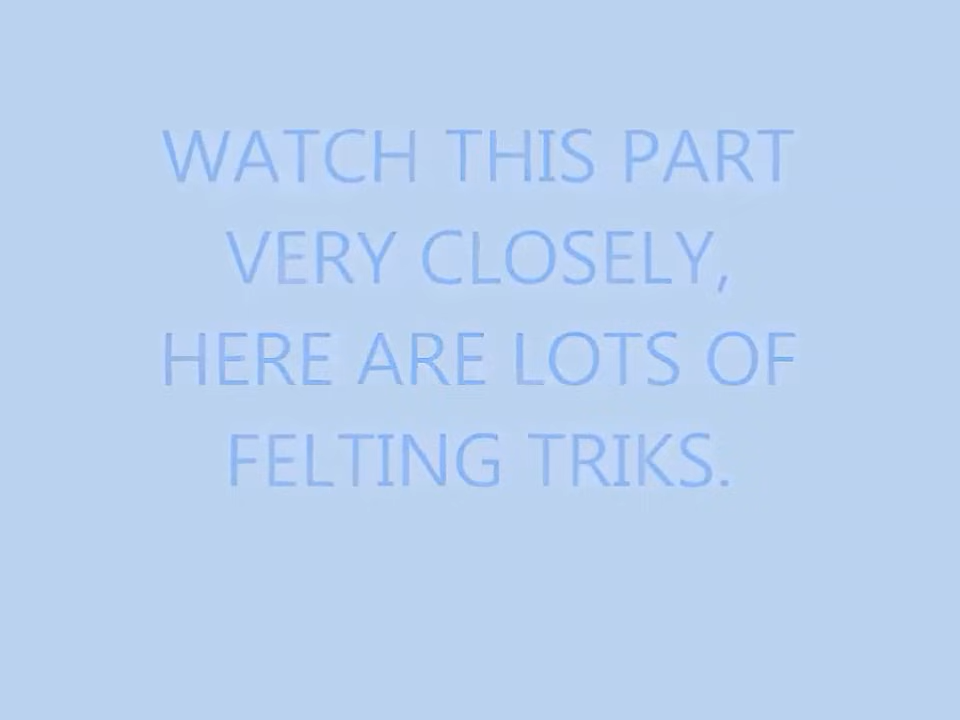 WATCH THIS PART
VERY CLOSELY,
HERE ARE LOTS OF
FELTING TRIKS.